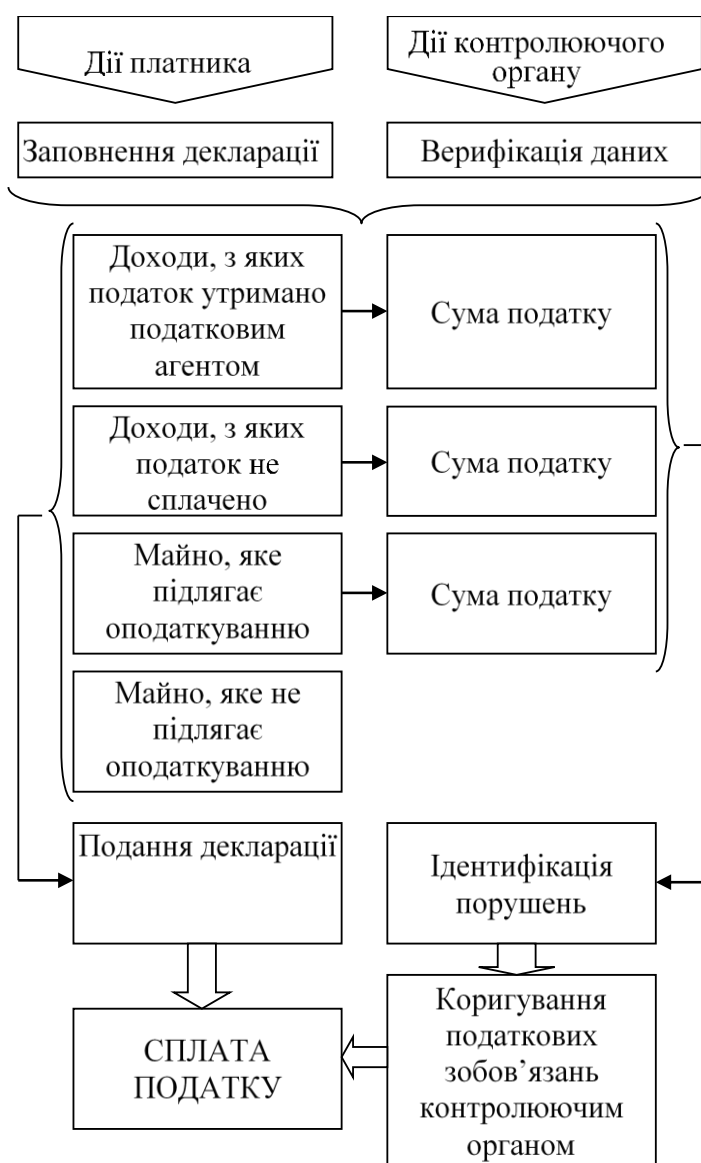 Дії платника
Дії контролюючого
органу
Заповнення декларації
Верифікація даних
Доходи, з яких
податок утримано
податковим
агентом
Сума податку
Доходи, з яких
податок не
сплачено
Сума податку
Майно, яке
підлягає
оподаткуванню
Сума податку
Майно, яке не
підлягає
оподаткуванню
Подання декларації
Ідентифікація
порушень
СПЛАТА
ПОДАТКУ
Коригування
податкових
зобов’язань
контролюючим
органом